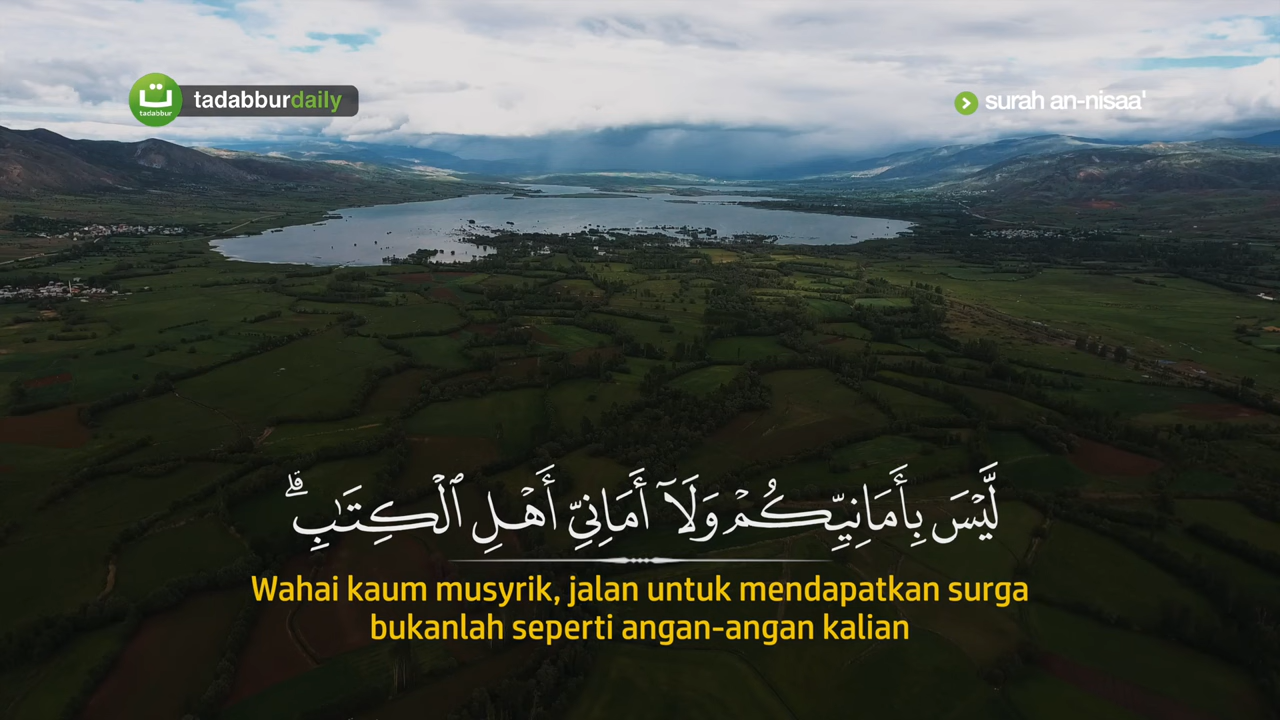 ت
tadabbur
tadabburdaily
surah an-nisaa'
لَّيْسَ بِأَمَانِيِّكُمْ وَلَآ أَمَانِىِّ أَهْلِ ٱلْكِتَٰبِ ۗ
Wahai kaum musyrik, jalan untuk mendapatkan surga
bukanlah seperti angan-angan kalian